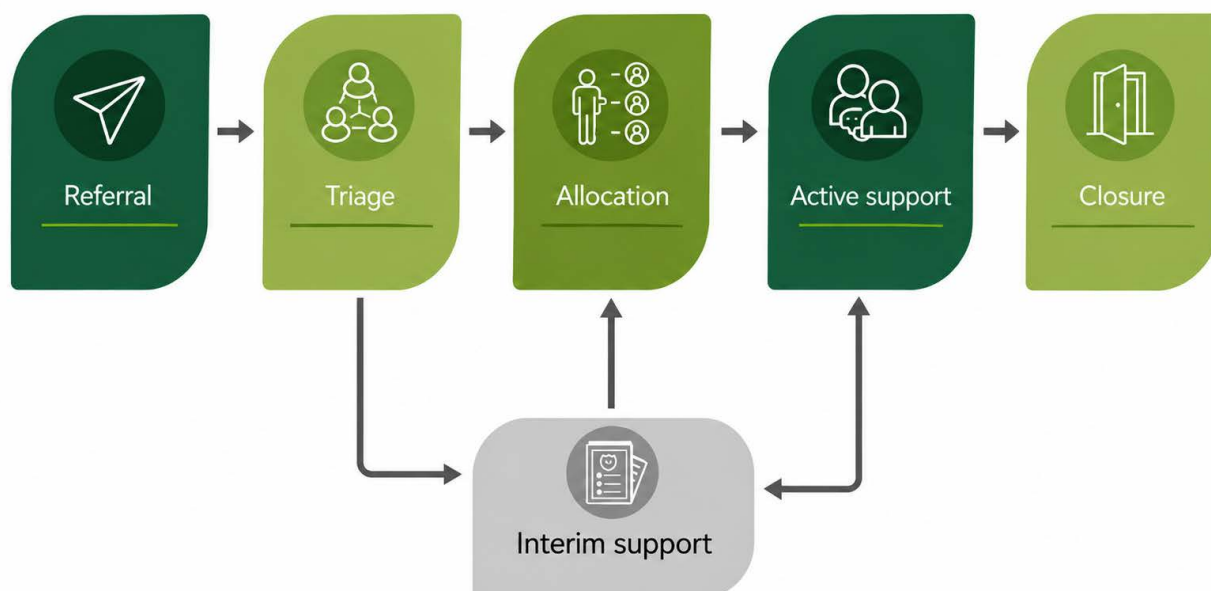 Referral
Triage
Allocation
Active support
Closure
Interim support